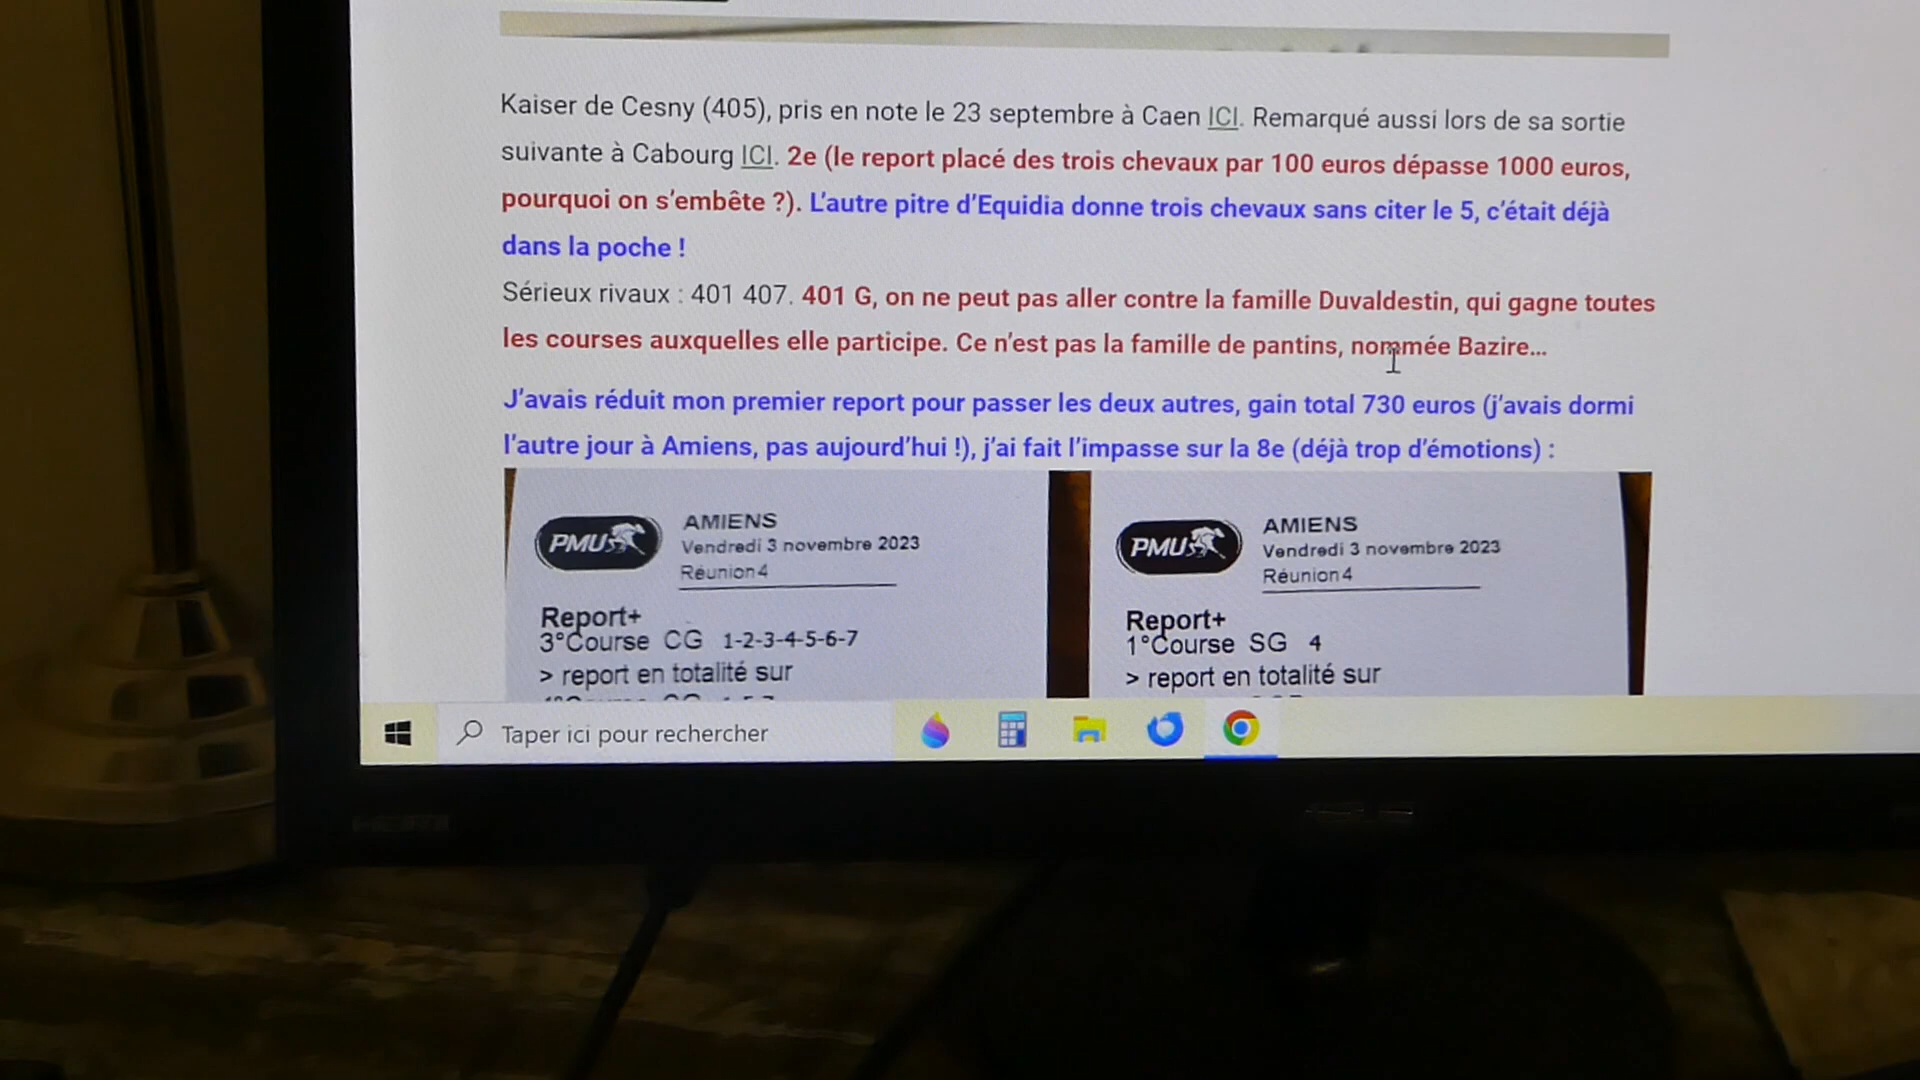 Kaiser de Cesny (405), pris en note le 23 septembre à Caen ICI. Remarqué aussi lors de sa sortie
suivante à Cabourg ICI. 2e (le report placé des trois chevaux par 100 euros dépasse 1000 euros,
pourquoi on s'embête ?). L'autre pitre d'Equidia donne trois chevaux sans citer le 5, c'était déjà
dans la poche !
Sérieux rivaux : 401 407. 401 G, on ne peut pas aller contre la famille Duvaldestin, qui gagne toutes
les courses auxquelles elle participe. Ce n'est pas la famille de pantins, nommée Bazire...
J'avais réduit mon premier report pour passer les deux autres, gain total 730 euros (j'avais dormi
l'autre jour à Amiens, pas aujourd'hui !), j'ai fait l'impasse sur la 8e (déjà trop d'émotions) :
PMU
AMIENS
Vendredi 3 novembre 2023
Réunion 4
Report+
3°Course CG 1-2-3-4-5-6-7
> report en totalité sur
PMU
AMIENS
Vendredi 3 novembre 2023
Réunion 4
Report+
1°Course SG 4
> report en totalité sur
Taper ici pour rechercher